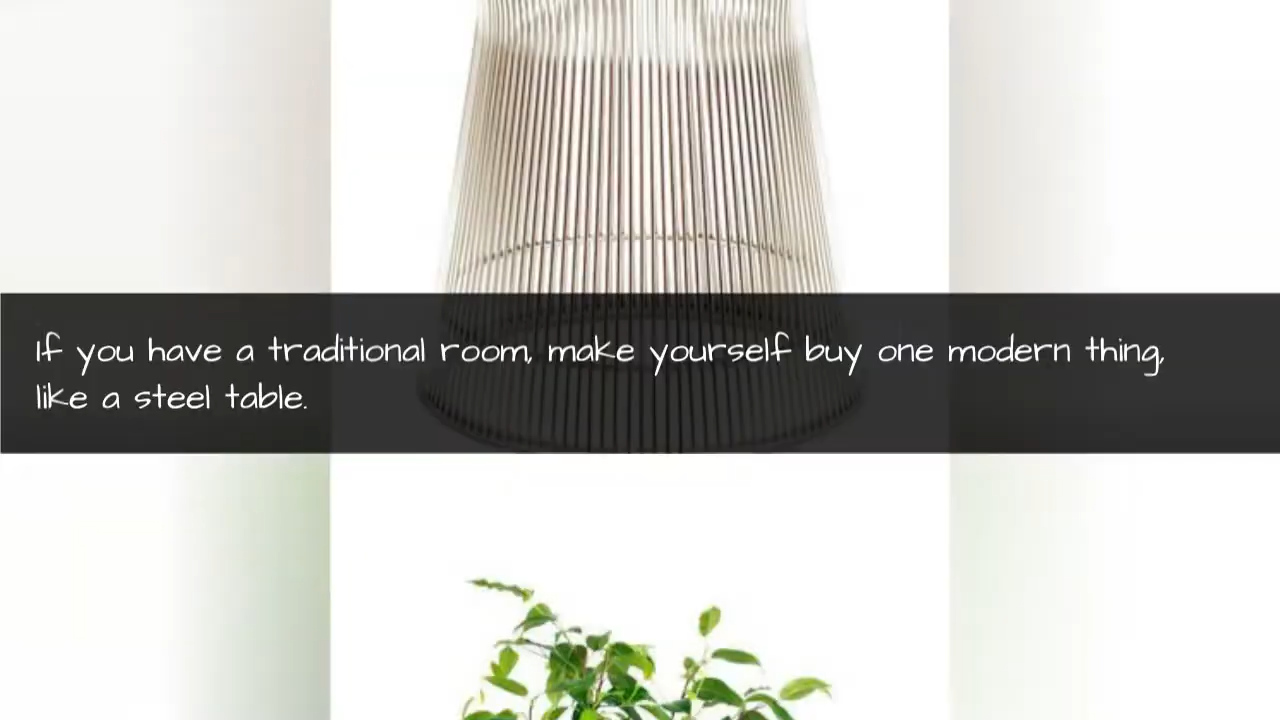 If you have a traditional room, make yourself buy one modern thing,
like a steel table.